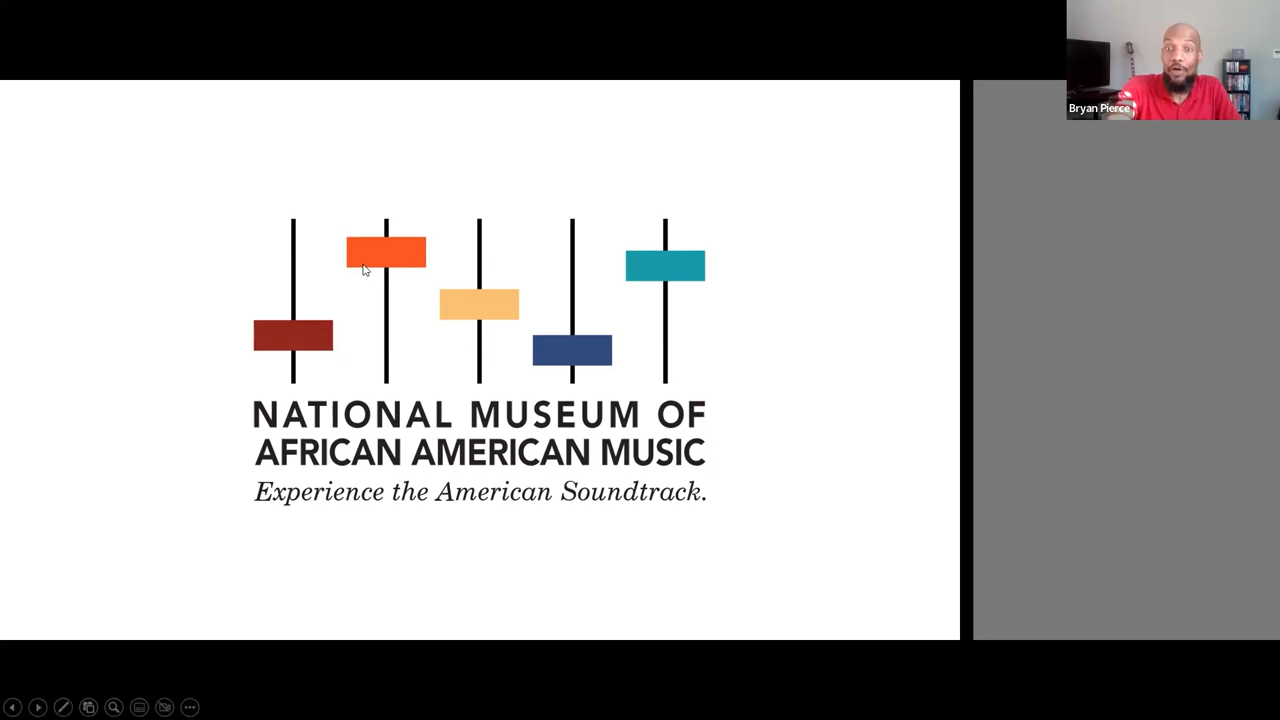 Bryan Pierce
NATIONAL MUSEUM OF
AFRICAN AMERICAN MUSIC
Experience the American Soundtrack.